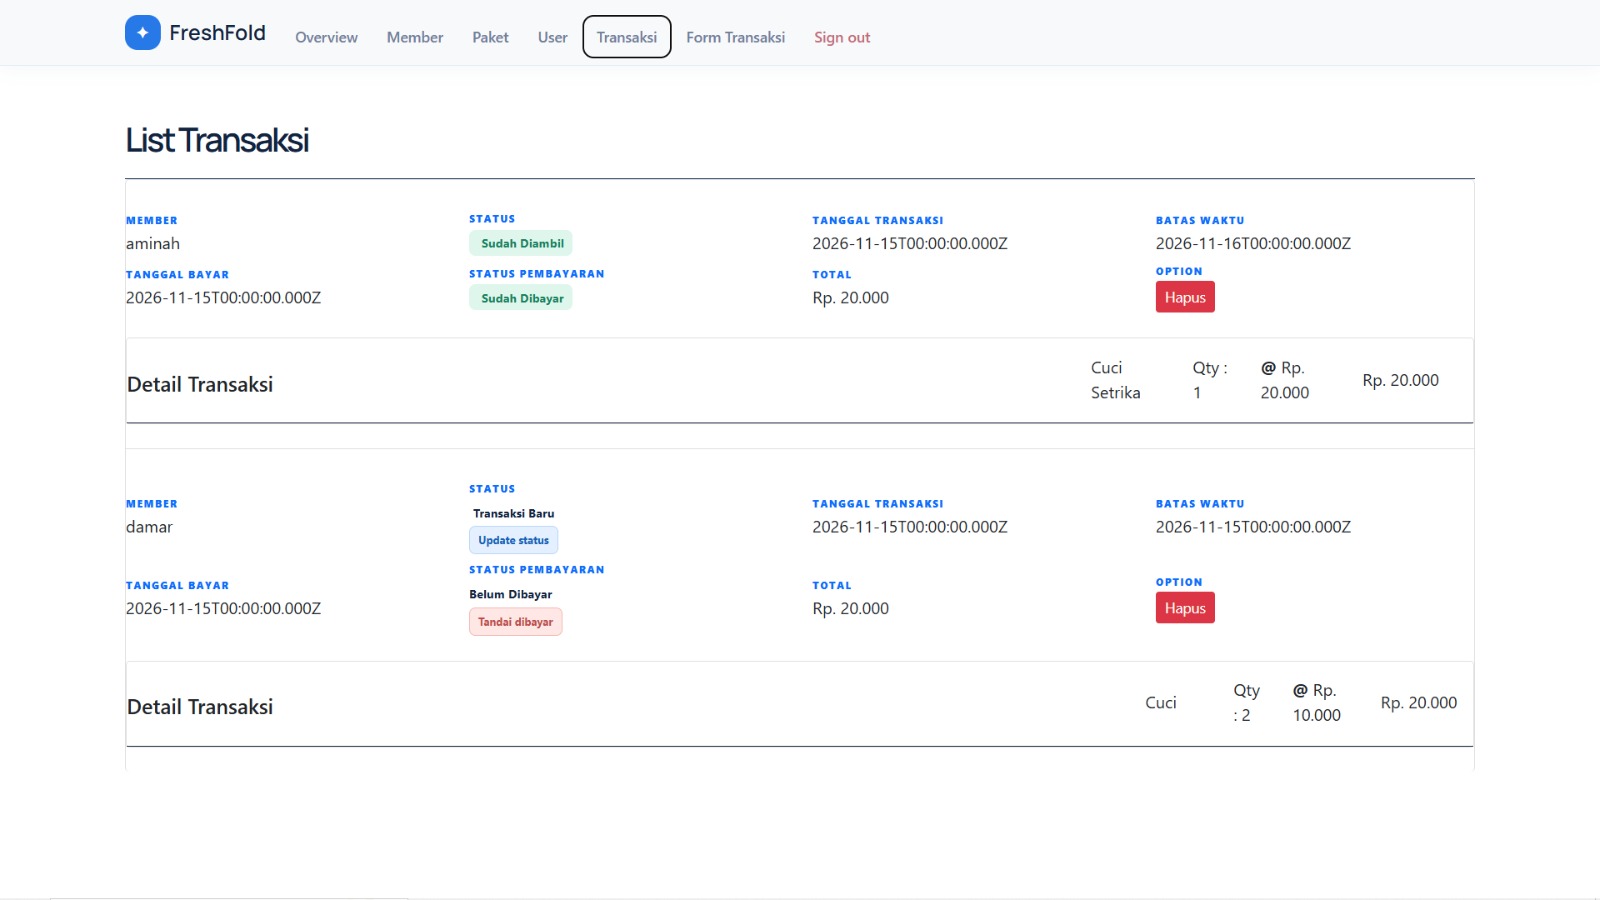 FreshFold
Overview
Member
Paket
User
Transaksi
Form Transaksi
Sign out
List Transaksi
MEMBER
aminah
STATUS
Sudah Diambil
TANGGAL TRANSAKSI
2026-11-15T00:00:00.000Z
BATAS WAKTU
2026-11-16T00:00:00.000Z
TANGGAL BAYAR
2026-11-15T00:00:00.000Z
STATUS PEMBAYARAN
Sudah Dibayar
TOTAL
Rp. 20.000
OPTION
Hapus
Detail Transaksi
Cuci
Setrika
Qty :
1
@ Rp.
20.000
Rp. 20.000
MEMBER
damar
STATUS
Transaksi Baru
Update status
TANGGAL TRANSAKSI
2026-11-15T00:00:00.000Z
BATAS WAKTU
2026-11-15T00:00:00.000Z
TANGGAL BAYAR
2026-11-15T00:00:00.000Z
STATUS PEMBAYARAN
Belum Dibayar
Tandai dibayar
TOTAL
Rp. 20.000
OPTION
Hapus
Detail Transaksi
Cuci
Qty
: 2
@ Rp.
10.000
Rp. 20.000